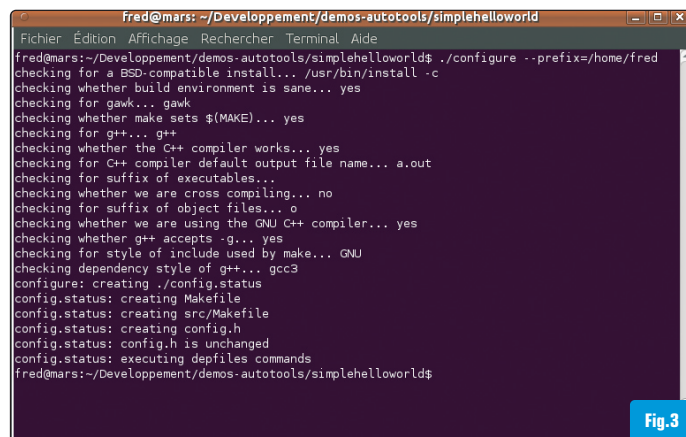 fred@mars: ~/Developpement/demos-autotools/simplehelloworld
Fichier Édition Affichage Rechercher Terminal Aide
fred@mars:~/Developpement/demos-autotools/simplehelloworld$ ./configure --prefix=/home/fred
checking for a BSD-compatible install... /usr/bin/install -c
checking whether build environment is sane... yes
checking for gawk... gawk
checking whether make sets $(MAKE)... yes
checking for g++... g++
checking whether the C++ compiler works... yes
checking for C++ compiler default output file name... a.out
checking for suffix of executables...
checking whether we are cross compiling... no
checking for suffix of object files... o
checking whether we are using the GNU C++ compiler... yes
checking whether g++ accepts -g... yes
checking for style of include used by make... GNU
checking dependency style of g++... gcc3
configure: creating ./config.status
config.status: creating Makefile
config.status: creating src/Makefile
config.status: creating config.h
config.status: config.h is unchanged
config.status: executing depfiles commands
fred@mars:~/Developpement/demos-autotools/simplehelloworld$
Fig.3